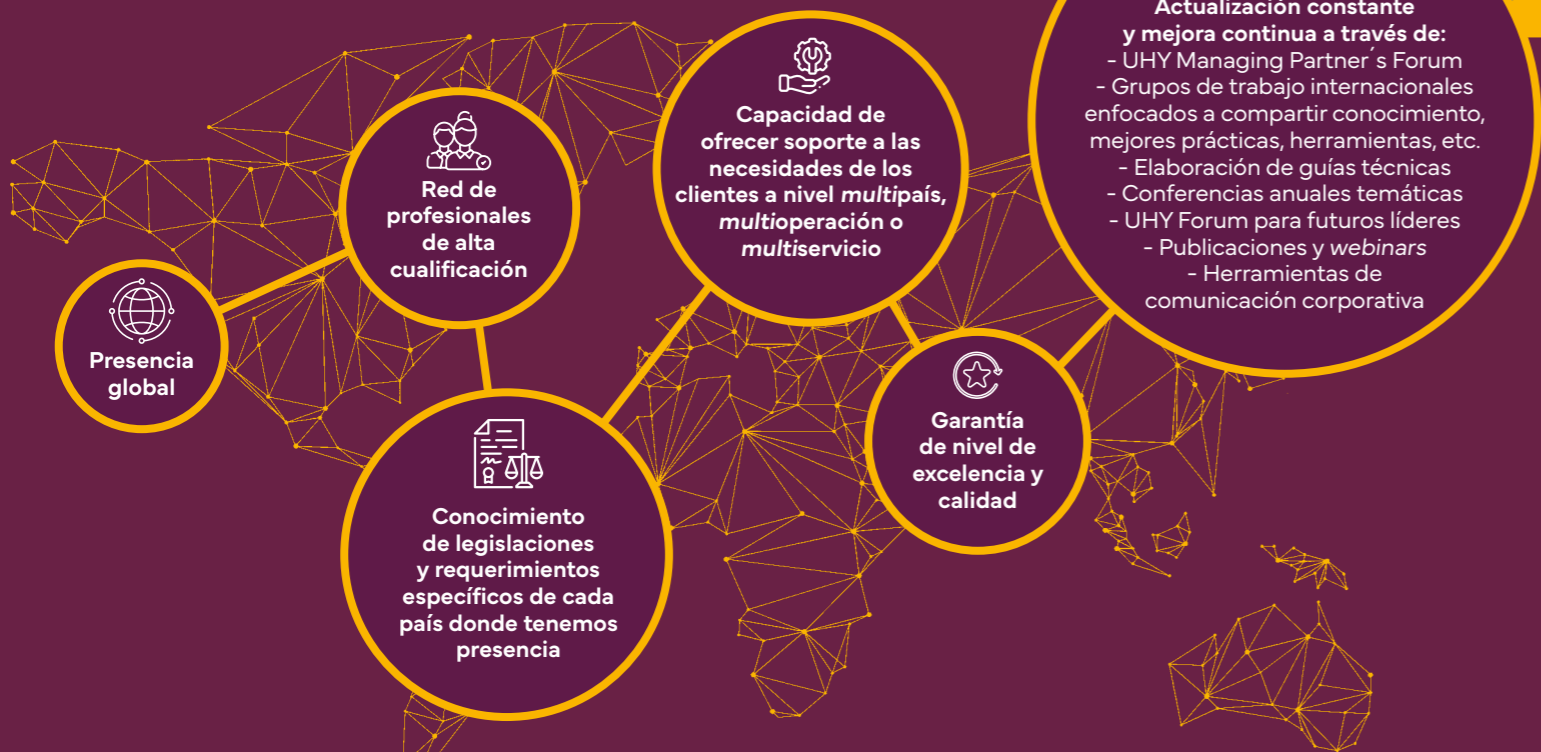 Presencia
global
Red de
profesionales
de alta
cualificación
Conocimiento
de legislaciones
y requerimientos
específicos de cada
país donde tenemos
presencia
Capacidad de
ofrecer soporte a las
necesidades de los
clientes a nivel multipaís,
multioperación o
multiservicio
Garantía
de nivel de
excelencia y
calidad
Actualización constante
y mejora continua a través de:
- UHY Managing Partner´s Forum
- Grupos de trabajo internacionales
enfocados a compartir conocimiento,
mejores prácticas, herramientas, etc.
- Elaboración de guías técnicas
- Conferencias anuales temáticas
- UHY Forum para futuros líderes
- Publicaciones y webinars
- Herramientas de
comunicación corporativa